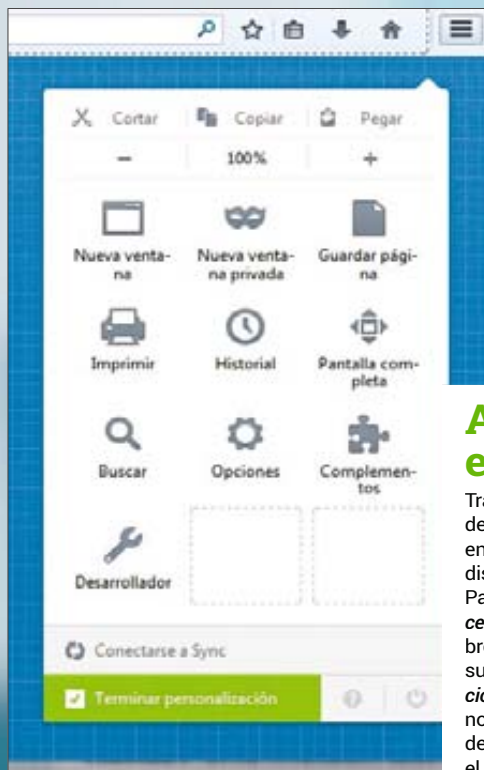 Cortar Copiar Pegar
− 100% +
Nueva venta- Nueva venta- Guardar pági-
na na privada na
Imprimir Historial Pantalla com-
pleta
Buscar Opciones Complemen-
tos
Desarrollador
Conectarse a Sync
Terminar personalización
A
e
Tra
de
en
dis
Pa
ce
bre
su
cio
no
de
el